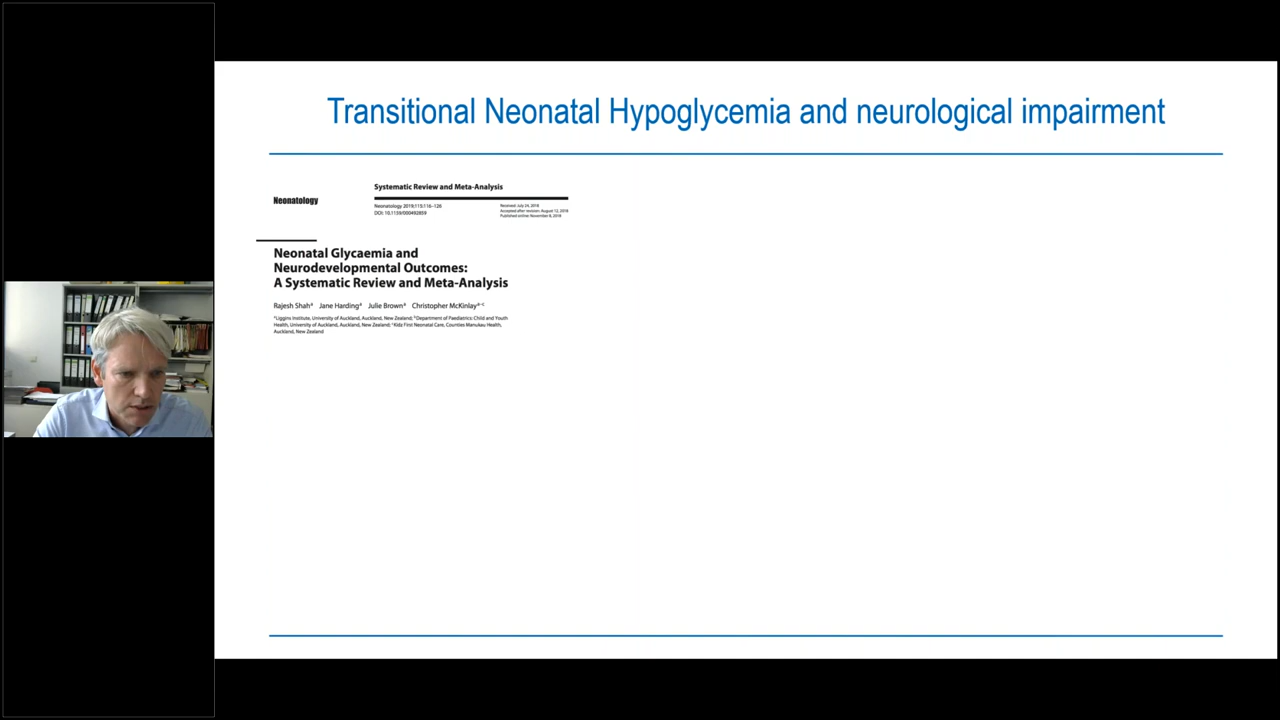 Transitional Neonatal Hypoglycemia and neurological impairment
Systematic Review and Meta-Analysis
Neonatology
Neonatology 2019;115:116–126
DOI: 10.1159/000492859
Received: July 24, 2018
Accepted after revision: August 12, 2018
Published online: November 8, 2018
Neonatal Glycaemia and
Neurodevelopmental Outcomes:
A Systematic Review and Meta-Analysis
Rajesh Shah a Jane Harding a Julie Brown a Christopher McKinlay a–c
a Liggins Institute, University of Auckland, Auckland, New Zealand; b Department of Paediatrics: Child and Youth
Health, University of Auckland, Auckland, New Zealand; c Kidz First Neonatal Care, Counties Manukau Health,
Auckland, New Zealand